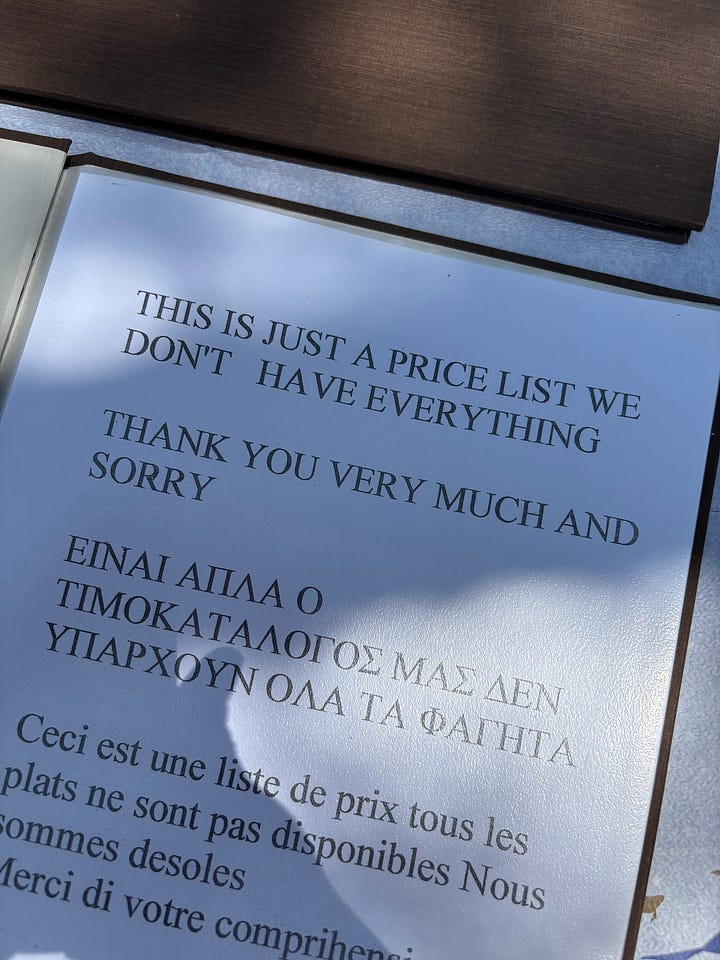 THIS IS JUST A PRICE LIST WE
DON'T HAVE EVERYTHING
THANK YOU VERY MUCH AND
SORRY
ΕΙΝΑΙ ΑΠΛΑ Ο
ΤΙΜΟΚΑΤΑΛΟΓΟΣ ΜΑΣ ΔΕΝ
ΥΠΑΡΧΟΥΝ ΟΛΑ ΤΑ ΦΑΓΗΤΑ
Ceci est une liste de prix tous les
plats ne sont pas disponibles Nous
sommes desoles
Merci di votre comprihensi